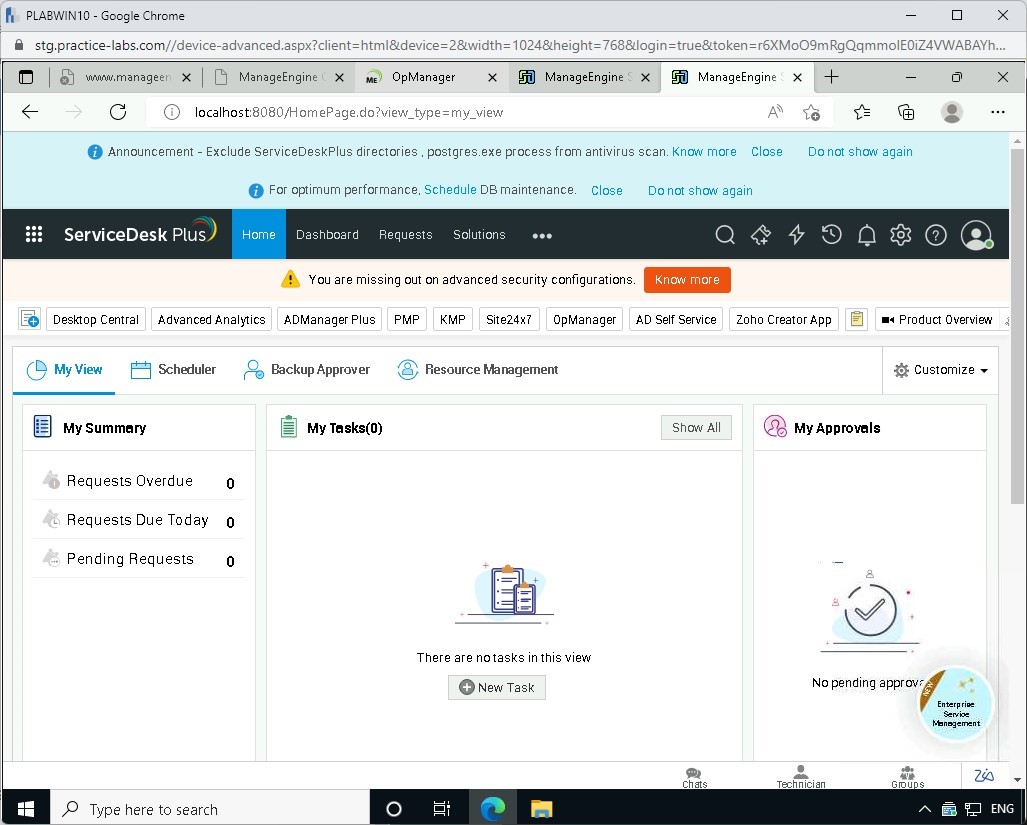 PLABWIN10 - Google Chrome
stg.practice-labs.com//device-advanced.aspx?client=html&device=2&width=1024&height=768&login=true&token=r6XMoO9mRgQqmmolE0iZ4VWABAYh...
www.manageen
ManageEngine
OpManager
ManageEngine
ManageEngine
localhost:8080/HomePage.do?view_type=my_view
Announcement - Exclude ServiceDeskPlus directories , postgres.exe process from antivirus scan. Know more Close Do not show again
For optimum performance, Schedule DB maintenance. Close Do not show again
ServiceDesk Plus
Home
Dashboard
Requests
Solutions
You are missing out on advanced security configurations. Know more
Desktop Central
Advanced Analytics
ADManager Plus
PMP
KMP
Site24x7
OpManager
AD Self Service
Zoho Creator App
Product Overview
My View
Scheduler
Backup Approver
Resource Management
Customize
My Summary
Requests Overdue 0
Requests Due Today 0
Pending Requests 0
My Tasks(0)
Show All
There are no tasks in this view
New Task
My Approvals
No pending approva
NEW
Enterprise
Service
Management
Chats
Technician
Groups
Zia
Type here to search
ENG